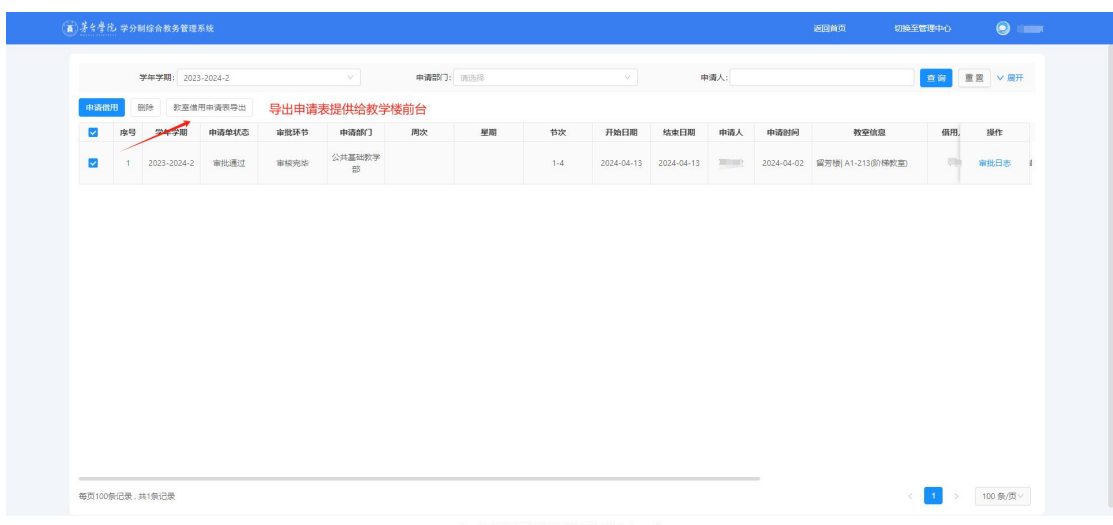 学分制综合教务管理系统 返回首页 切换至管理中心
学年学期: 2023-2024-2 申请部门: 请选择 申请人: 查询 重置 展开
申请借用 删除 教室借用申请表导出 导出申请表提供给教学楼前台
序号 学年学期 申请单状态 审批环节 申请部门 周次 星期 节次 开始日期 结束日期 申请人 申请时间 教室信息 借用 操作
1 2023-2024-2 审批通过 审核完毕 公共基础教学部 1-4 2024-04-13 2024-04-13 2024-04-02 留芳楼| A1-213(阶梯教室) 审批日志
每页100条记录, 共1条记录 < 1 > 100 条/页